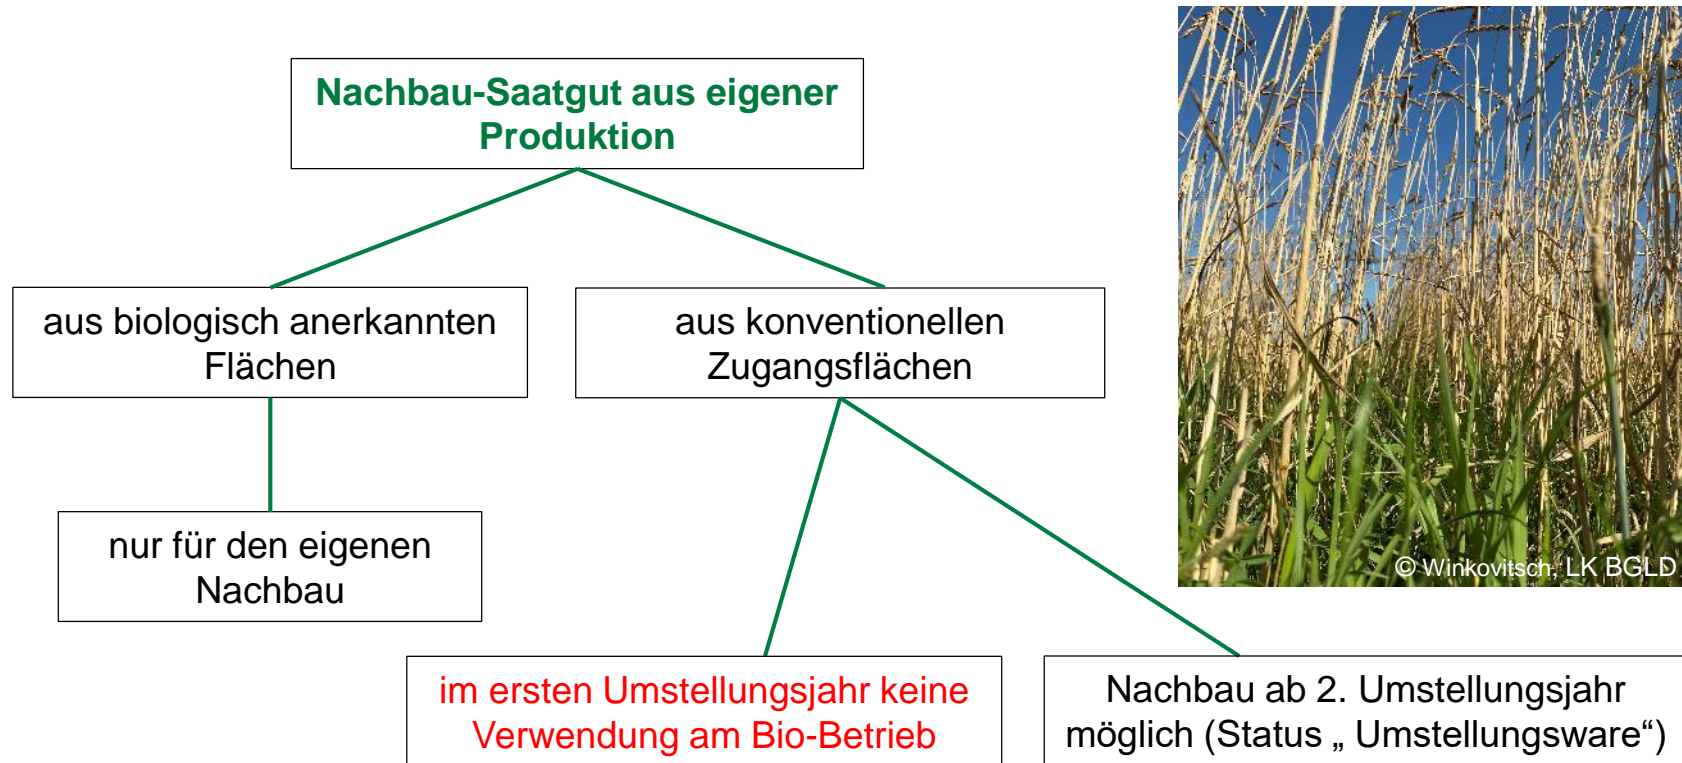 Nachbau-Saatgut aus eigener
Produktion
aus biologisch anerkannten
Flächen
aus konventionellen
Zugangsflächen
nur für den eigenen
Nachbau
© Winkovitsch, LK BGLD
im ersten Umstellungsjahr keine
Verwendung am Bio-Betrieb
Nachbau ab 2. Umstellungsjahr
möglich (Status „ Umstellungsware“)